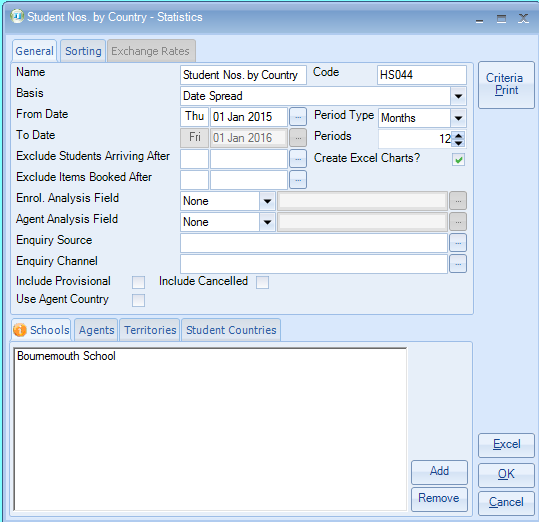 Student Nos. by Country - Statistics
General Sorting Exchange Rates
Name Student Nos. by Country Code HS044
Basis Date Spread
From Date Thu 01 Jan 2015 ... Period Type Months
To Date Fri 01 Jan 2016 ... Periods 12
Exclude Students Arriving After ... Create Excel Charts?
Exclude Items Booked After ...
Enrol. Analysis Field None ...
Agent Analysis Field None ...
Enquiry Source ...
Enquiry Channel ...
Include Provisional Include Cancelled
Use Agent Country
Criteria
Print
Schools Agents Territories Student Countries
Bournemouth School
Add
Remove
Excel
OK
Cancel